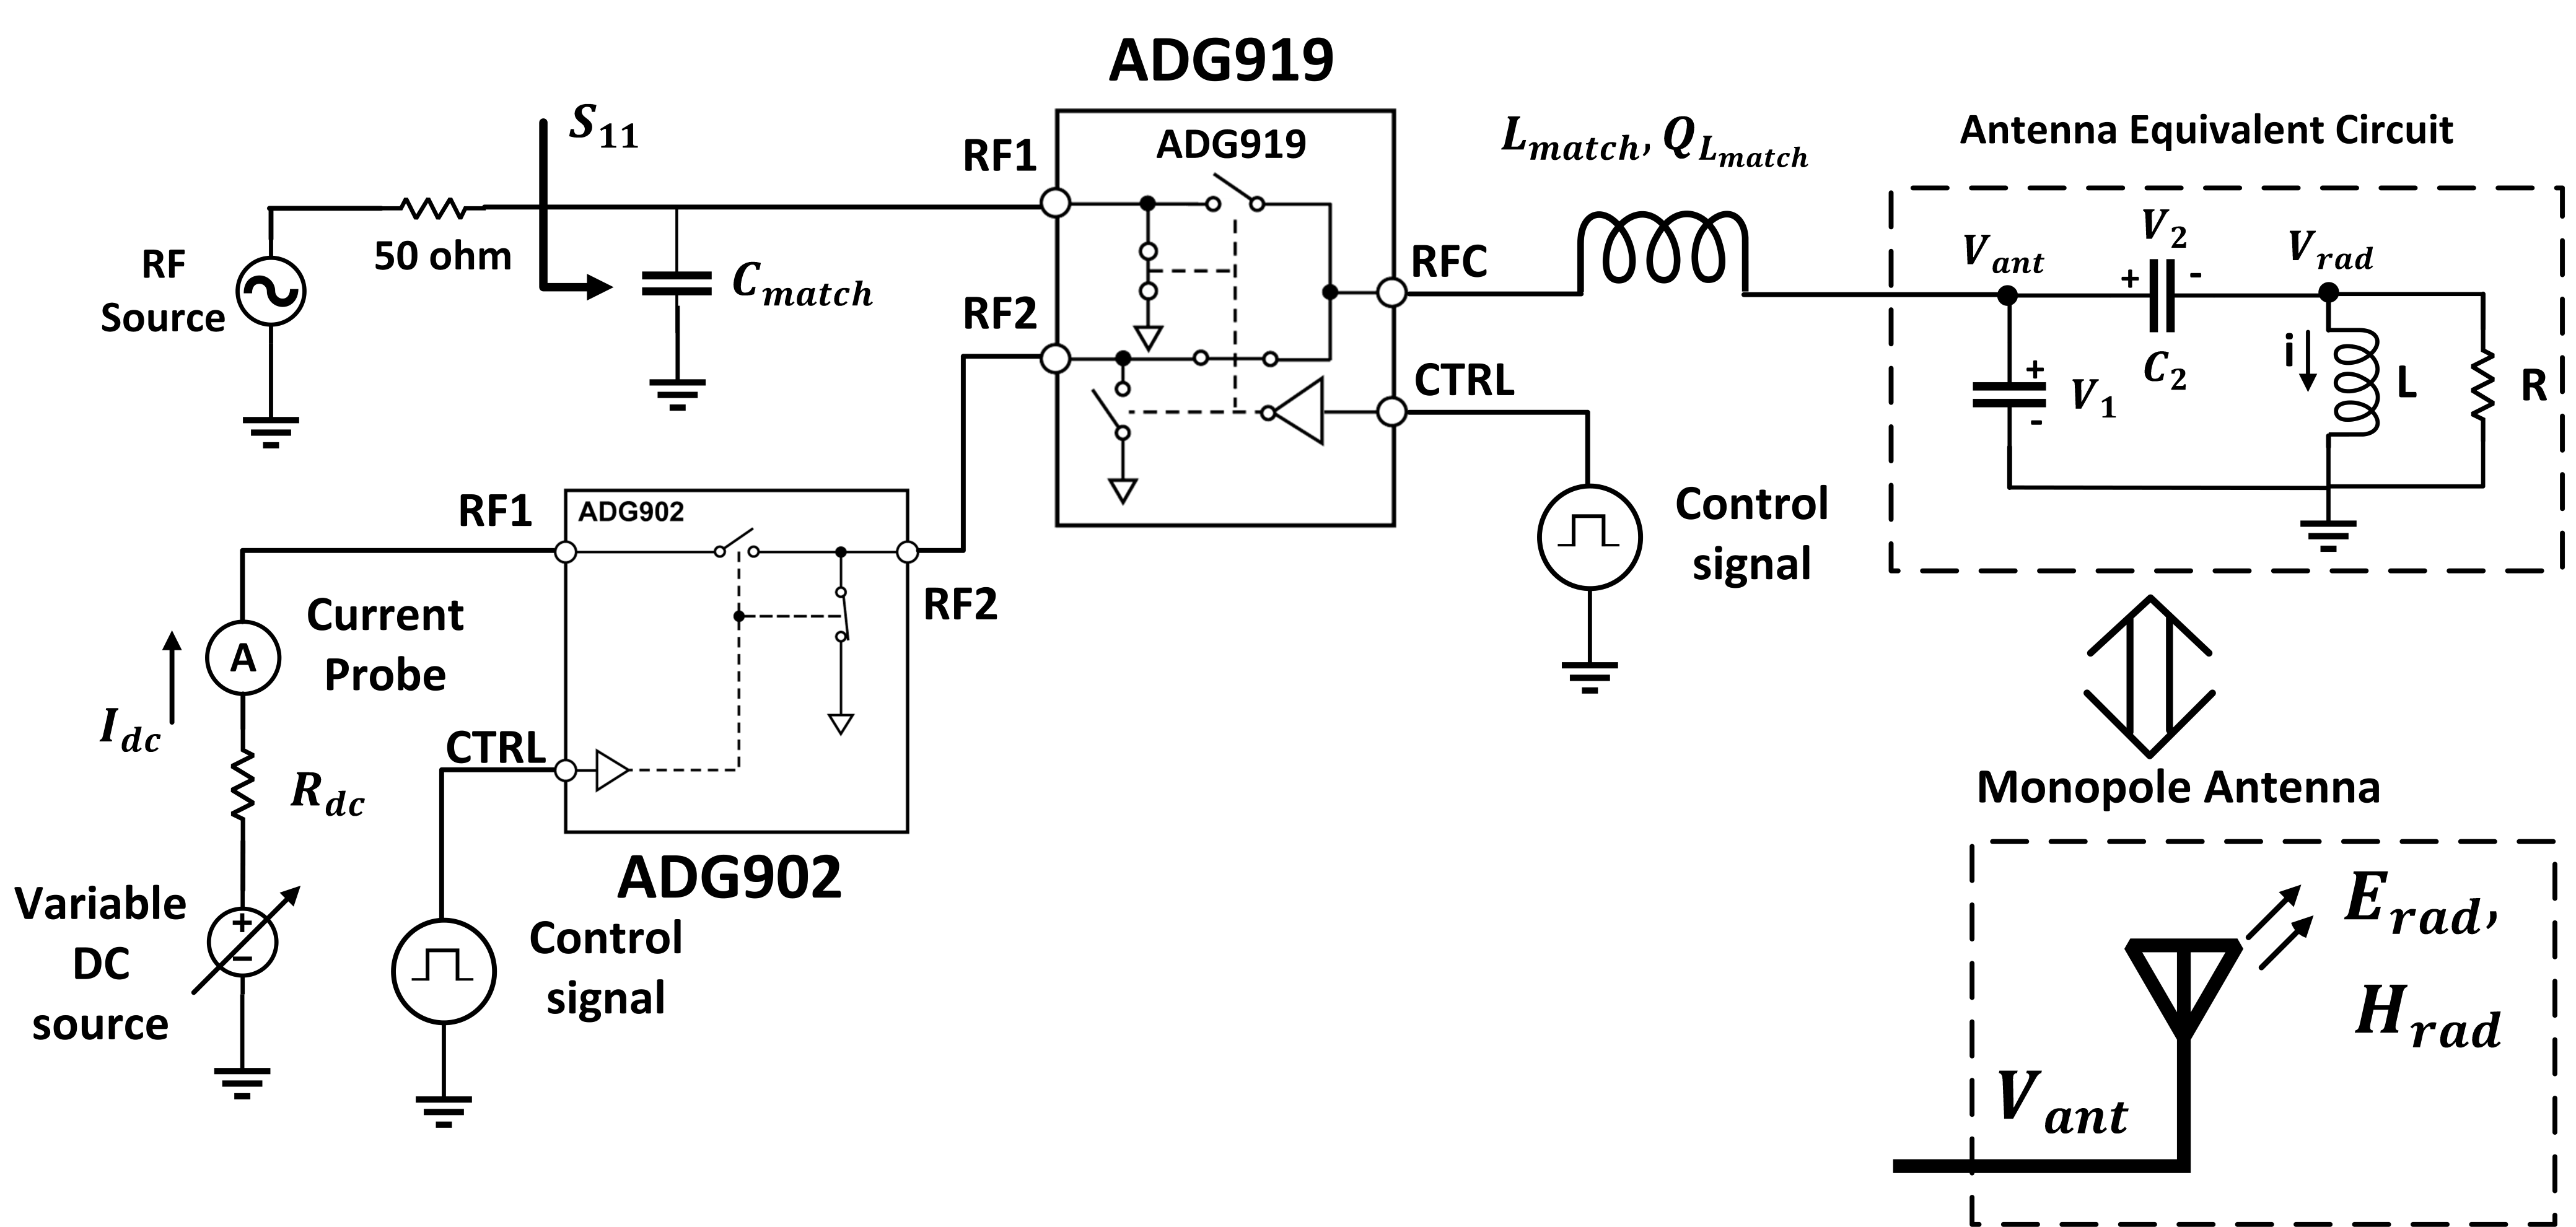 ADG919
S11
RF1
ADG919
Lmatch, QLmatch
Antenna Equivalent Circuit
RF
Source
50 ohm
Cmatch
RF2
RFC
CTRL
Vant
V2
+ -
C2
Vrad
+
V1
-
i
L
R
RF1
ADG902
RF2
CTRL
Control
signal
Current
Probe
A
Idc
Rdc
Variable
DC
source
+
−
ADG902
Control
signal
Monopole Antenna
Erad,
Hrad
Vant